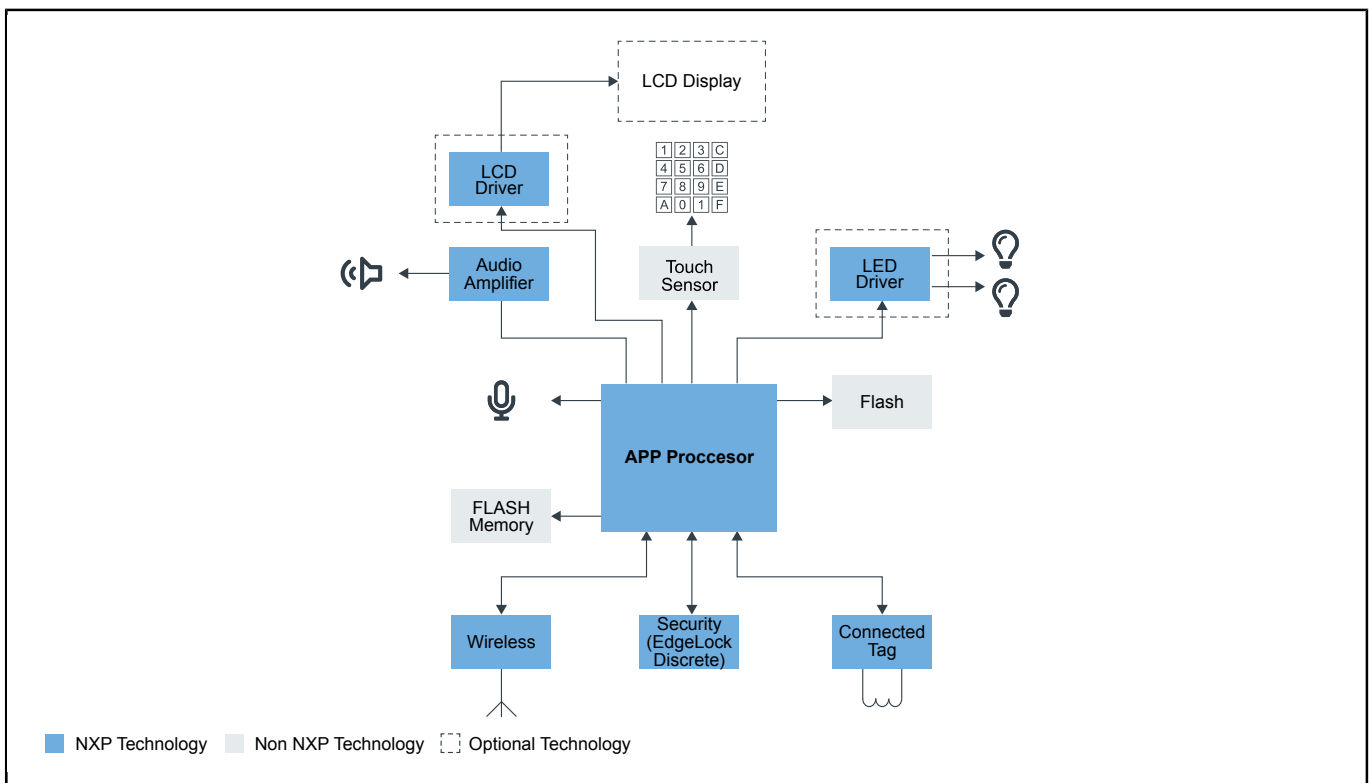 LCD Display
LCD
Driver
1 2 3 C
4 5 6 D
7 8 9 E
A 0 1 F
Audio
Amplifier
Touch
Sensor
LED
Driver
Flash
APP Proccesor
FLASH
Memory
Wireless
Security
(EdgeLock
Discrete)
Connected
Tag
NXP Technology
Non NXP Technology
Optional Technology